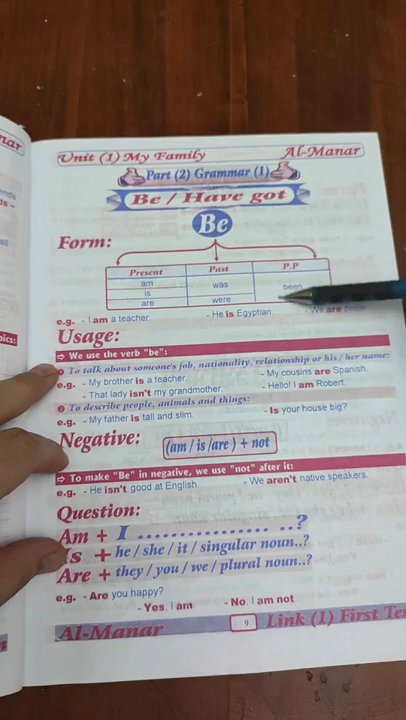 nar
Unit (1) My Family Al-Manar
Part (2) Grammar (1)
Be / Have got
Be
Form:
Present Past P.P
am was been
is
are were
e.g. - I am a teacher. - He is Egyptian. - We are
Usage:
⇨ We use the verb "be":
❶ To talk about someone's job, nationality, relationship or his / her name:
e.g. - My brother is a teacher. - My cousins are Spanish.
- That lady isn't my grandmother. - Hello! I am Robert.
❷ To describe people, animals and things:
e.g. - My father is tall and slim. - Is your house big?
Negative: (am / is /are ) + not
⇨ To make "Be" in negative, we use "not" after it:
e.g. - He isn't good at English. - We aren't native speakers.
Question:
Am + I ................. ..?
Is + he / she / it / singular noun..?
Are + they / you / we / plural noun..?
e.g. - Are you happy?
- Yes, I am. - No, I am not.
Al-Manar 9 Link (1) First Te